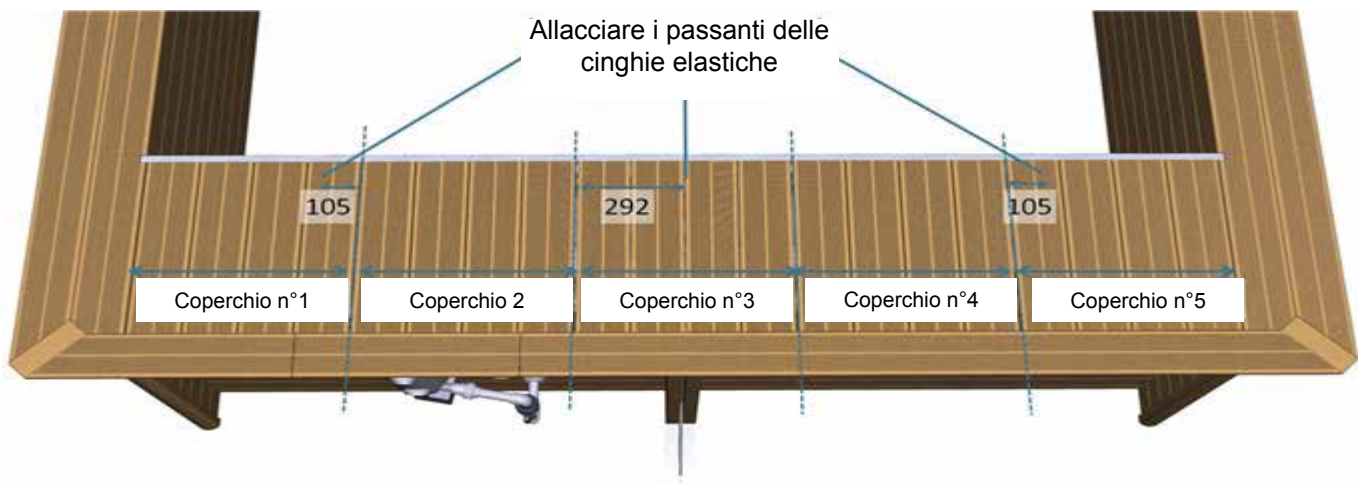 Allacciare i passanti delle
cinghie elastiche
105
292
105
Coperchio n°1
Coperchio 2
Coperchio n°3
Coperchio n°4
Coperchio n°5